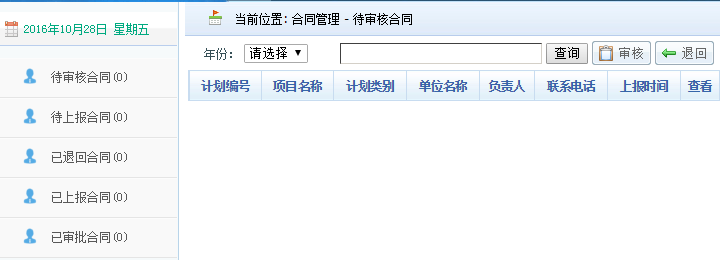 2016年10月28日 星期五
待审核合同(0)
待上报合同(0)
已退回合同(0)
已上报合同(0)
已审批合同(0)
当前位置: 合同管理 - 待审核合同
年份: 请选择 查询 审核 退回
计划编号 项目名称 计划类别 单位名称 负责人 联系电话 上报时间 查看